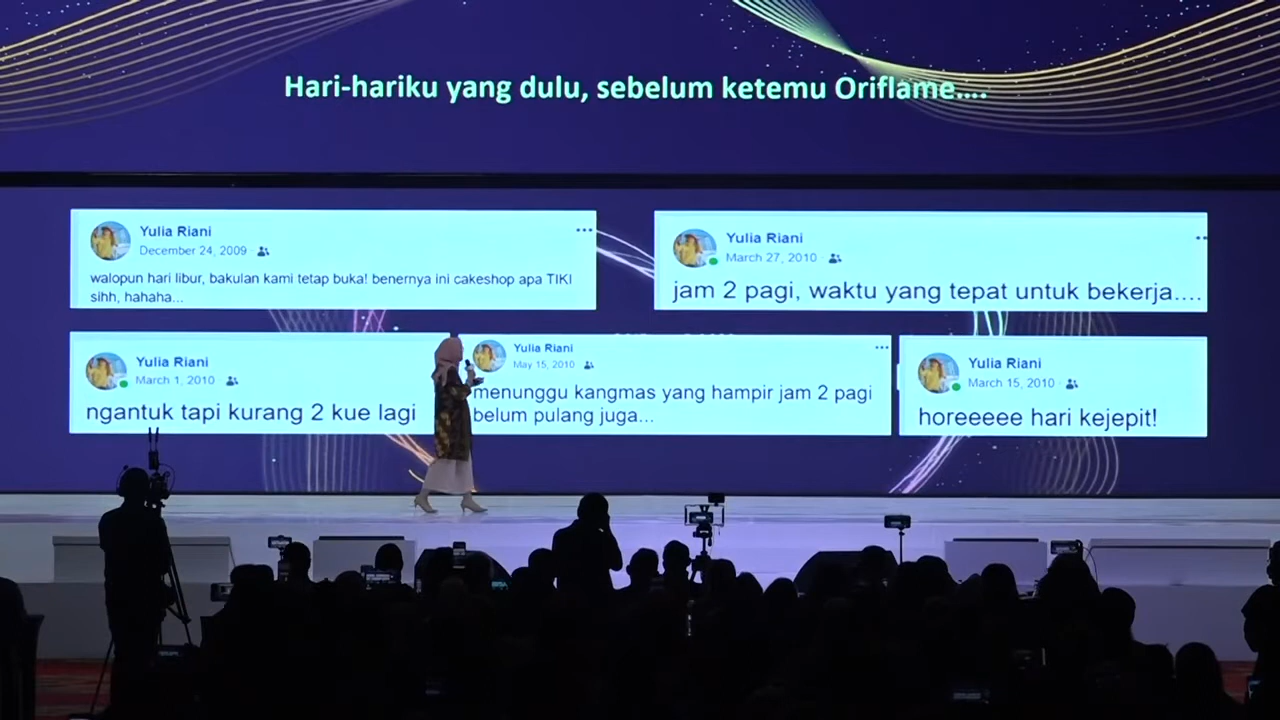 Hari-hariku yang dulu, sebelum ketemu Oriflame....
Yulia Riani
December 24, 2009
walopun hari libur, bakulan kami tetap buka! benernya ini cakeshop apa TIKI
sihh, hahaha...
Yulia Riani
March 27, 2010
jam 2 pagi, waktu yang tepat untuk bekerja....
Yulia Riani
March 1, 2010
ngantuk tapi kurang 2 kue lagi
Yulia Riani
May 15, 2010
menunggu kangmas yang hampir jam 2 pagi
belum pulang juga...
Yulia Riani
March 15, 2010
horeeeee hari kejepit!